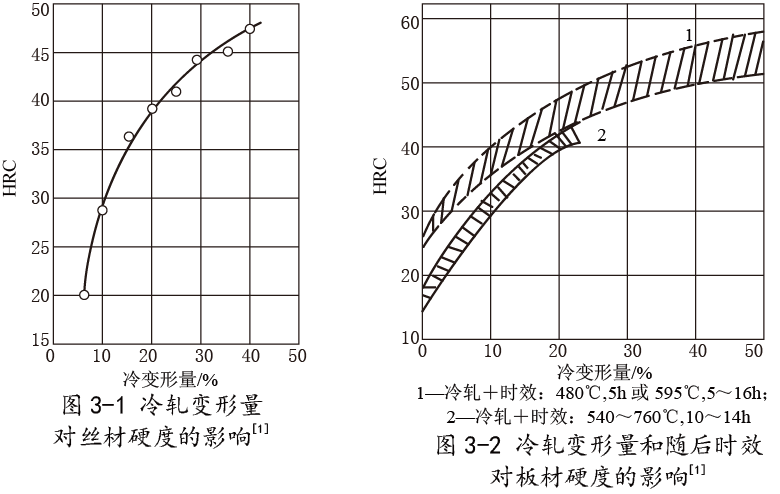 50
45
40
35
30
25
20
15
HRC
0
10
20
30
40
50
冷变形量/%
图 3-1 冷轧变形量
对丝材硬度的影响[1]
60
50
40
30
20
10
HRC
1
2
0
10
20
30
40
50
冷变形量/%
1—冷轧＋时效：480℃,5h 或 595℃,5～16h;
2—冷轧＋时效：540～760℃,10～14h
图 3-2 冷轧变形量和随后时效
对板材硬度的影响[1]